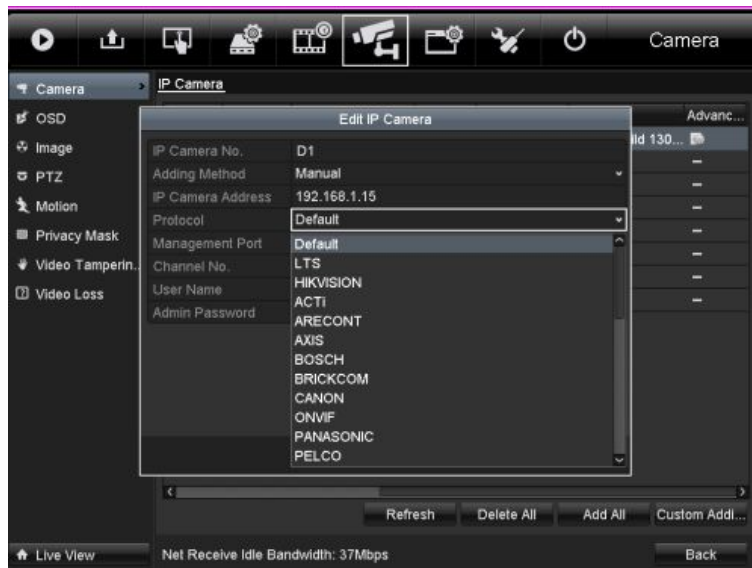 Camera
Camera
OSD
Image
PTZ
Motion
Privacy Mask
Video Tamperin..
Video Loss
Live View
IP Camera
Advanc...
ild 130...
Edit IP Camera
IP Camera No. D1
Adding Method Manual
IP Camera Address 192.168.1.15
Protocol Default
Management Port
Channel No.
User Name
Admin Password
Default
LTS
HIKVISION
ACTi
ARECONT
AXIS
BOSCH
BRICKCOM
CANON
ONVIF
PANASONIC
PELCO
Refresh Delete All Add All Custom Addi...
Net Receive Idle Bandwidth: 37Mbps Back